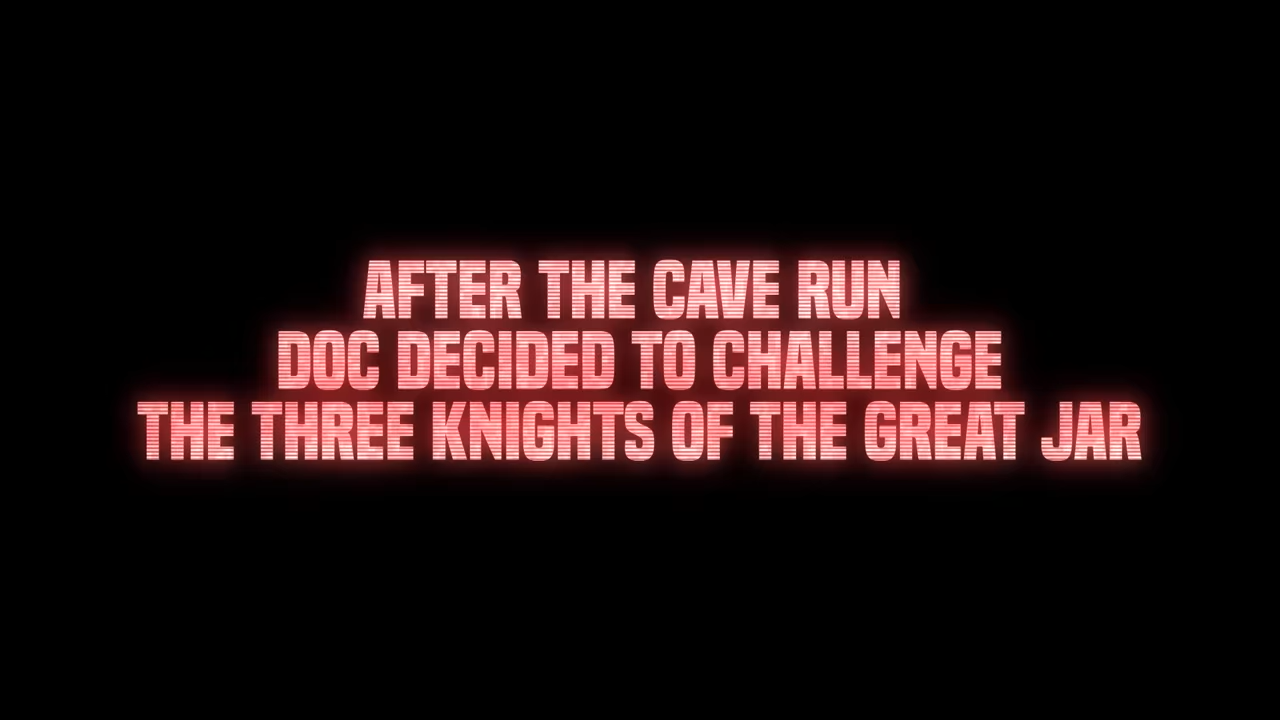 AFTER THE CAVE RUN
DOC DECIDED TO CHALLENGE
THE THREE KNIGHTS OF THE GREAT JAR